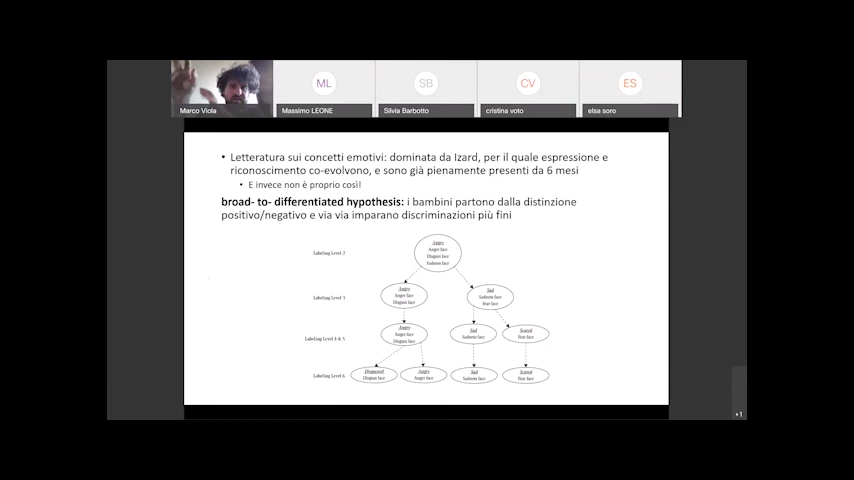 ML
SB
CV
ES
Marco Viola
Massimo LEONE
Silvia Barbotto
cristina voto
elsa soro
• Letteratura sui concetti emotivi: dominata da Izard, per il quale espressione e
riconoscimento co-evolvono, e sono già pienamente presenti da 6 mesi
• E invece non è proprio così!
broad- to- differentiated hypothesis: i bambini partono dalla distinzione
positivo/negativo e via via imparano discriminazioni più fini
Labeling Level 2
Angry
Anger face
Disgust face
Sadness face
Labeling Level 3
Angry
Anger face
Disgust face
Sad
Sadness face
Fear face
Labeling Level 4 & 5
Angry
Anger face
Disgust face
Sad
Sadness face
Scared
Fear face
Labeling Level 6
Disgusted
Disgust face
Angry
Anger face
Sad
Sadness face
Scared
Fear face
+1